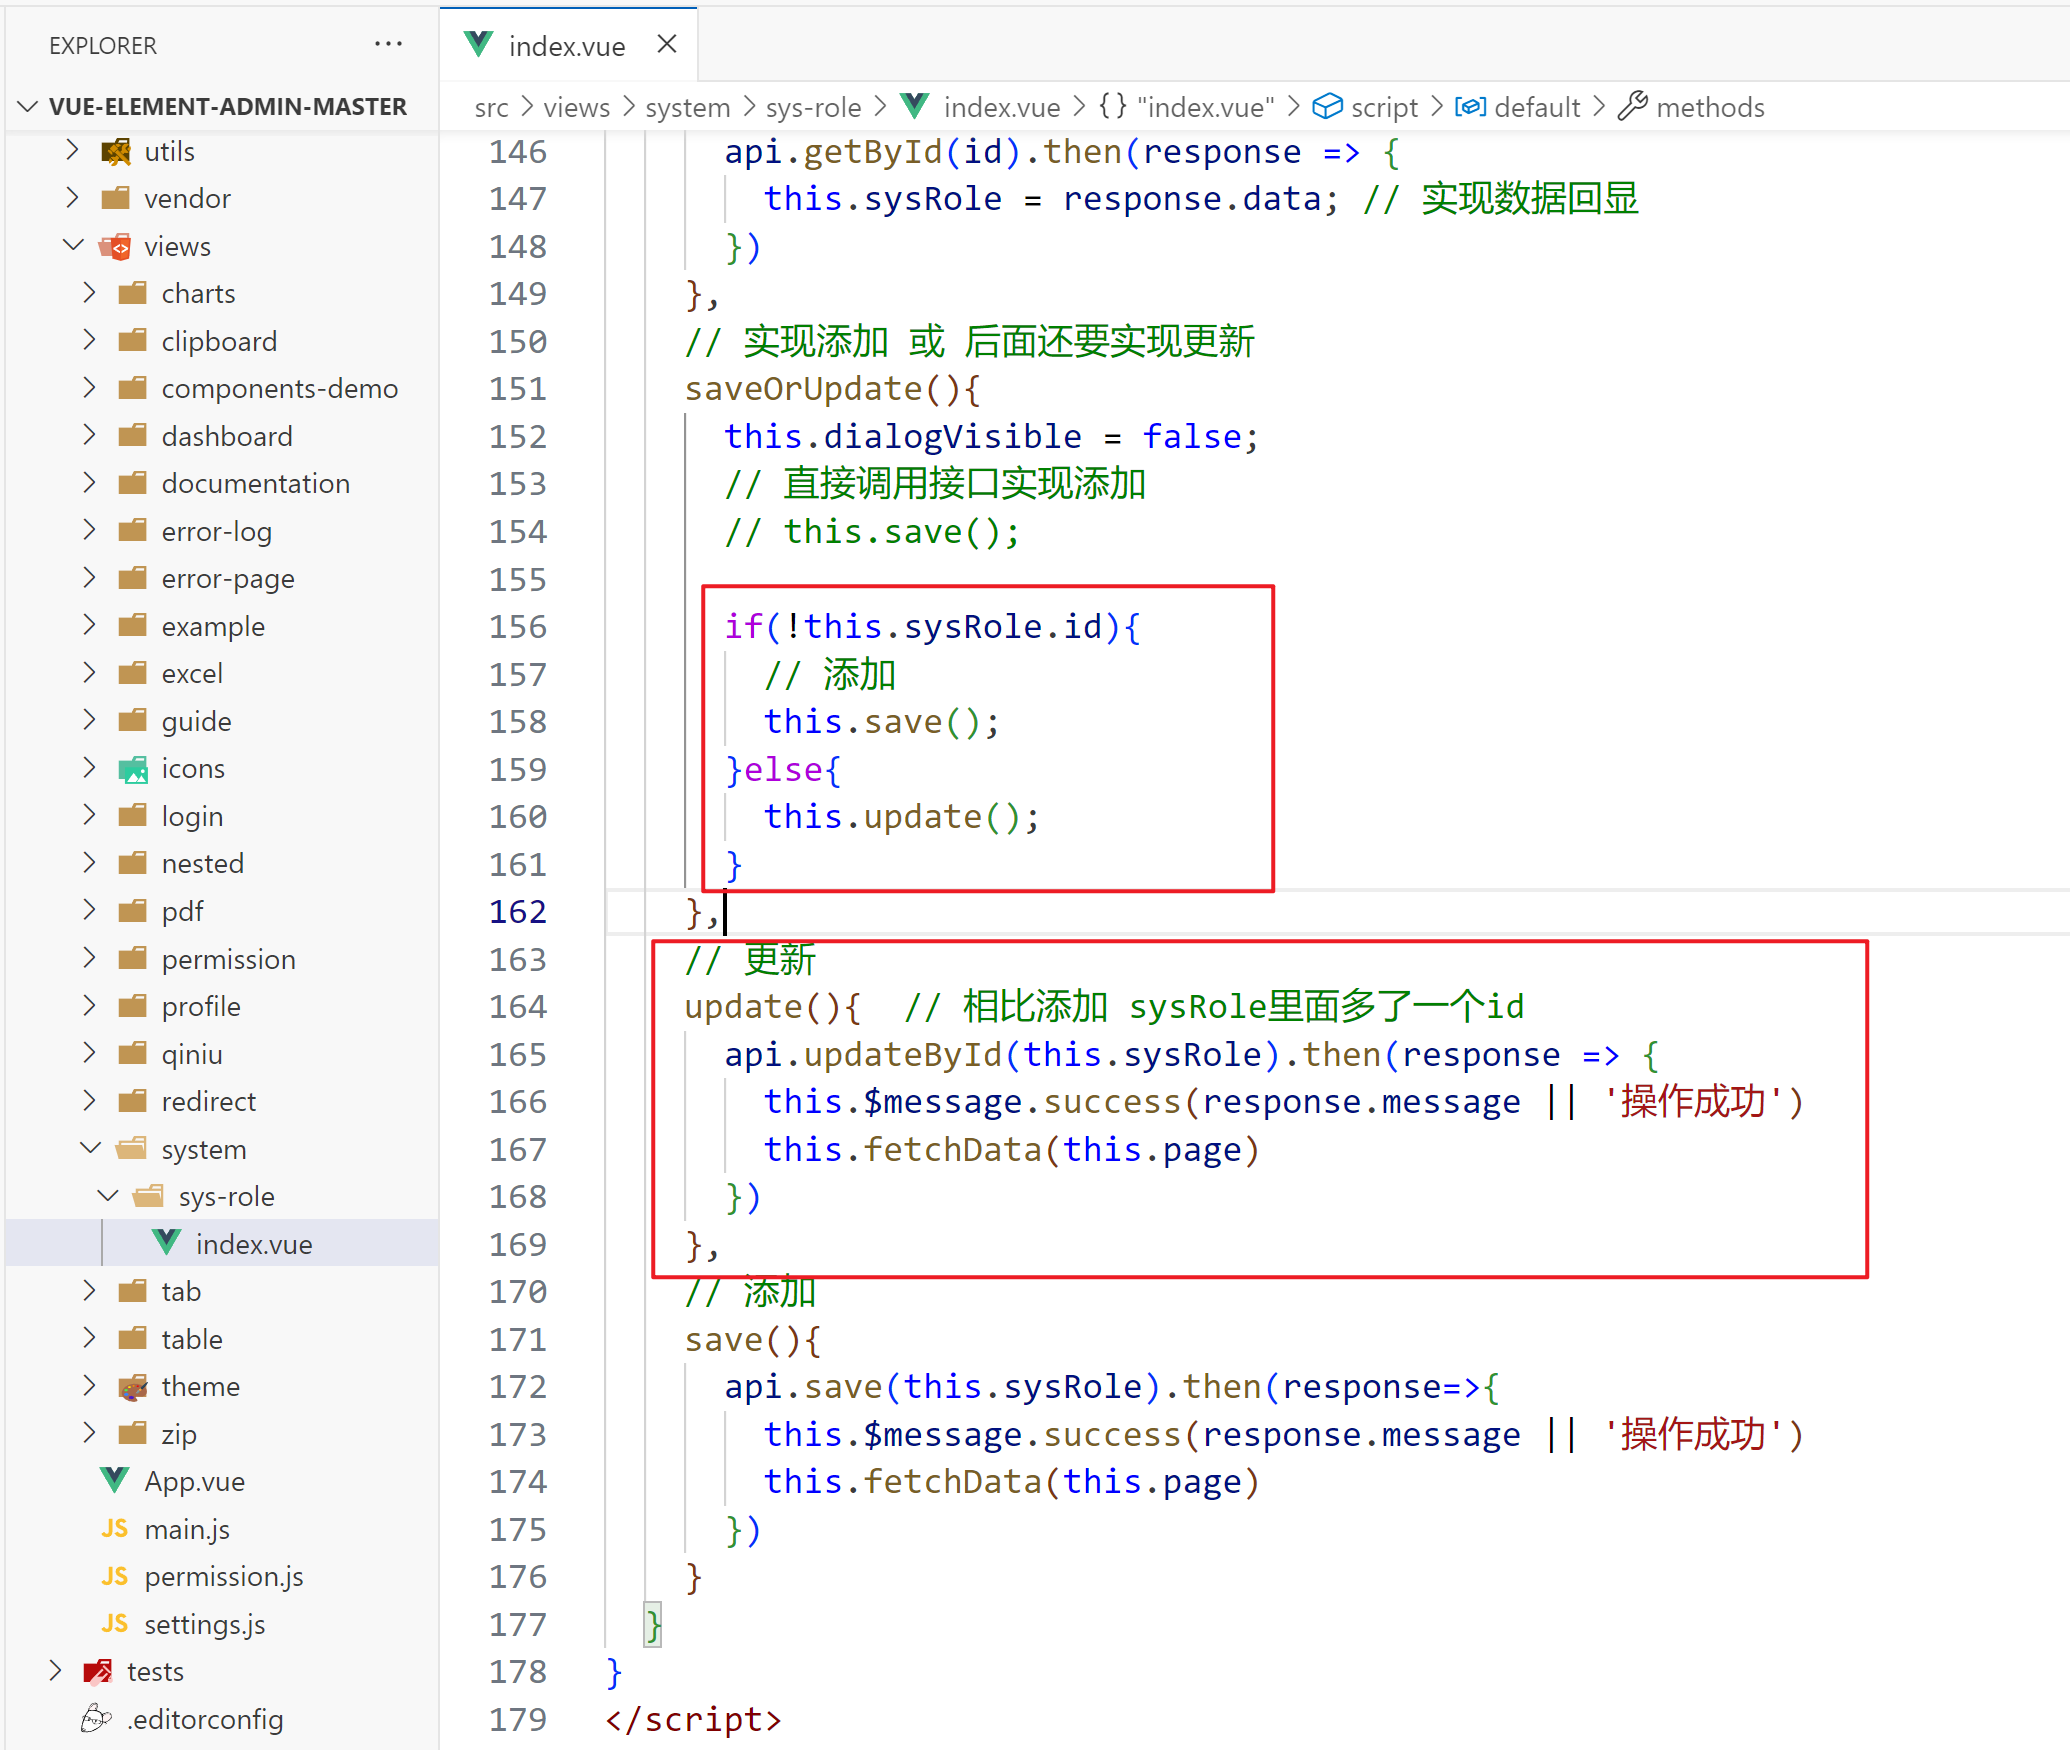 EXPLORER
VUE-ELEMENT-ADMIN-MASTER
utils
vendor
views
charts
clipboard
components-demo
dashboard
documentation
error-log
error-page
example
excel
guide
icons
login
nested
pdf
permission
profile
qiniu
redirect
system
sys-role
index.vue
tab
table
theme
zip
App.vue
JS main.js
JS permission.js
JS settings.js
tests
.editorconfig
index.vue
src > views > system > sys-role > index.vue > {} "index.vue" > script > default > methods
146 api.getById(id).then(response => {
147 this.sysRole = response.data; // 实现数据回显
148 })
149 },
150 // 实现添加 或 后面还要实现更新
151 saveOrUpdate(){
152 this.dialogVisible = false;
153 // 直接调用接口实现添加
154 // this.save();
155
156 if(!this.sysRole.id){
157 // 添加
158 this.save();
159 }else{
160 this.update();
161 }
162 },
163 // 更新
164 update(){  // 相比添加 sysRole里面多了一个id
165 api.updateById(this.sysRole).then(response => {
166 this.$message.success(response.message || '操作成功')
167 this.fetchData(this.page)
168 })
169 },
170 // 添加
171 save(){
172 api.save(this.sysRole).then(response=>{
173 this.$message.success(response.message || '操作成功')
174 this.fetchData(this.page)
175 })
176 }
177 }
178 }
179 </script>